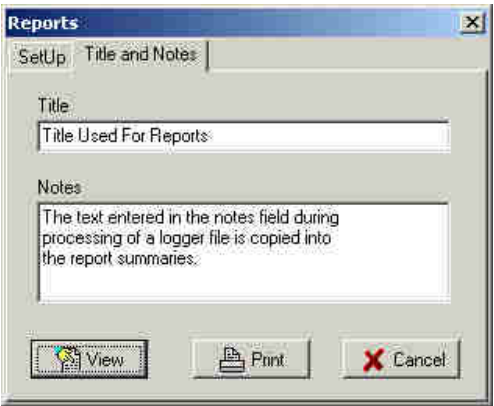 Reports
SetUp Title and Notes
Title
Title Used For Reports
Notes
The text entered in the notes field during
processing of a logger file is copied into
the report summaries.
View Print Cancel